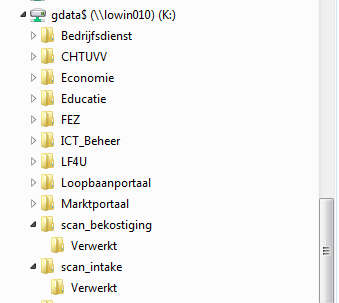 gdata$ (\\lowin010) (K:)
Bedrijfsdienst
CHTUVV
Economie
Educatie
FEZ
ICT_Beheer
LF4U
Loopbaanportaal
Marktportaal
scan_bekostiging
Verwerkt
scan_intake
Verwerkt